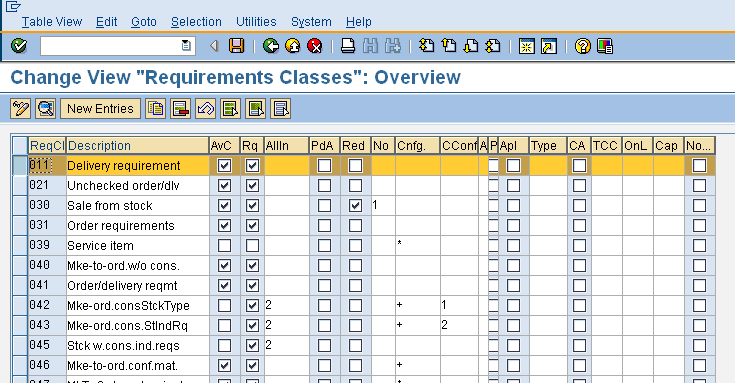 Table View Edit Goto Selection Utilities System Help
Change View "Requirements Classes": Overview
New Entries
ReqCl Description AvC Rq AllIn PdA Red No Cnfg. CConf A P Apl Type CA TCC OnL Cap No...
011 Delivery requirement
021 Unchecked order/dlv
030 Sale from stock 1
031 Order requirements
039 Service item *
040 Mke-to-ord.w/o cons.
041 Order/delivery reqmt
042 Mke-ord.consStckType 2 + 1
043 Mke-ord.cons.StIndRq 2 + 2
045 Stck w.cons.ind.reqs 2
046 Mke-to-ord.conf.mat. +